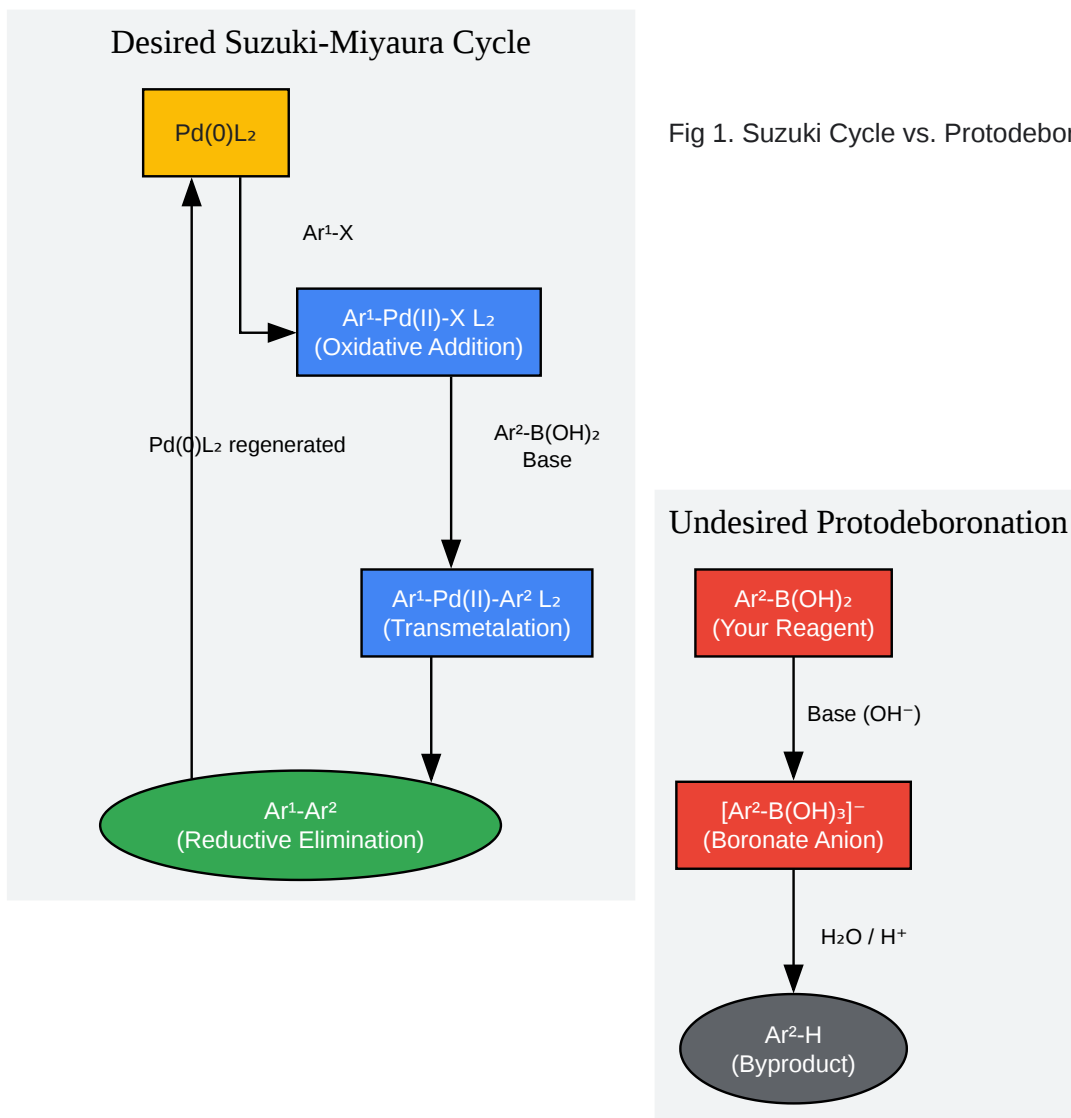 Desired Suzuki-Miyaura Cycle
Pd(0)L₂
Fig 1. Suzuki Cycle vs. 
Ar¹-X
Ar¹-Pd(II)-X L₂
(Oxidative Addition)
Pd(0)L₂ regenerated
Ar²-B(OH)₂
Base
Ar¹-Pd(II)-Ar² L₂
(Transmetalation)
Ar¹-Ar²
(Reductive Elimination)
Undesired Protodeboronation
Ar²-B(OH)₂
(Your Reagent)
Base (OH⁻)
[Ar²-B(OH)₃]⁻
(Boronate Anion)
H₂O / H⁺
Ar²-H
(Byproduct)